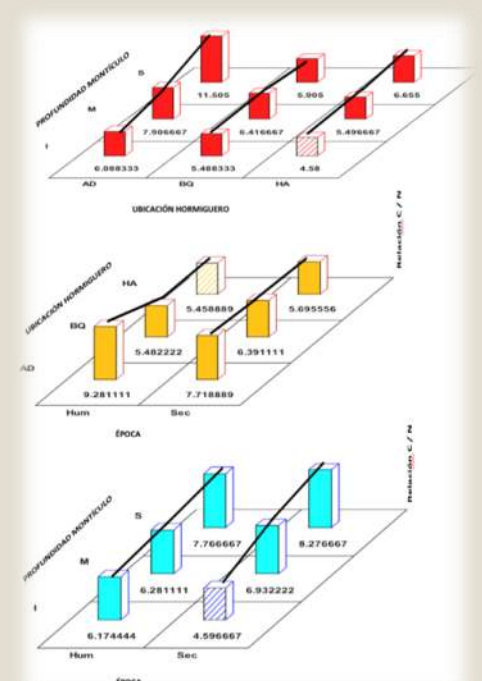 PROFUNDIDAD MONTÍCULO
S
11.505 5.905 6.655
M
7.906667 6.416667 5.496667
I
6.088333 5.488333 4.58
AD BQ HA
UBICACIÓN HORMIGUERO
Relación C / N
UBICACIÓN HORMIGUERO
HA
5.458889 5.695556
BQ
5.482222 6.391111
AD
9.281111 7.718889
Hum Sec
ÉPOCA
Relación C / N
PROFUNDIDAD MONTÍCULO
S
7.766667 8.276667
M
6.281111 6.932222
I
6.174444 4.596667
Hum Sec
ÉPOCA